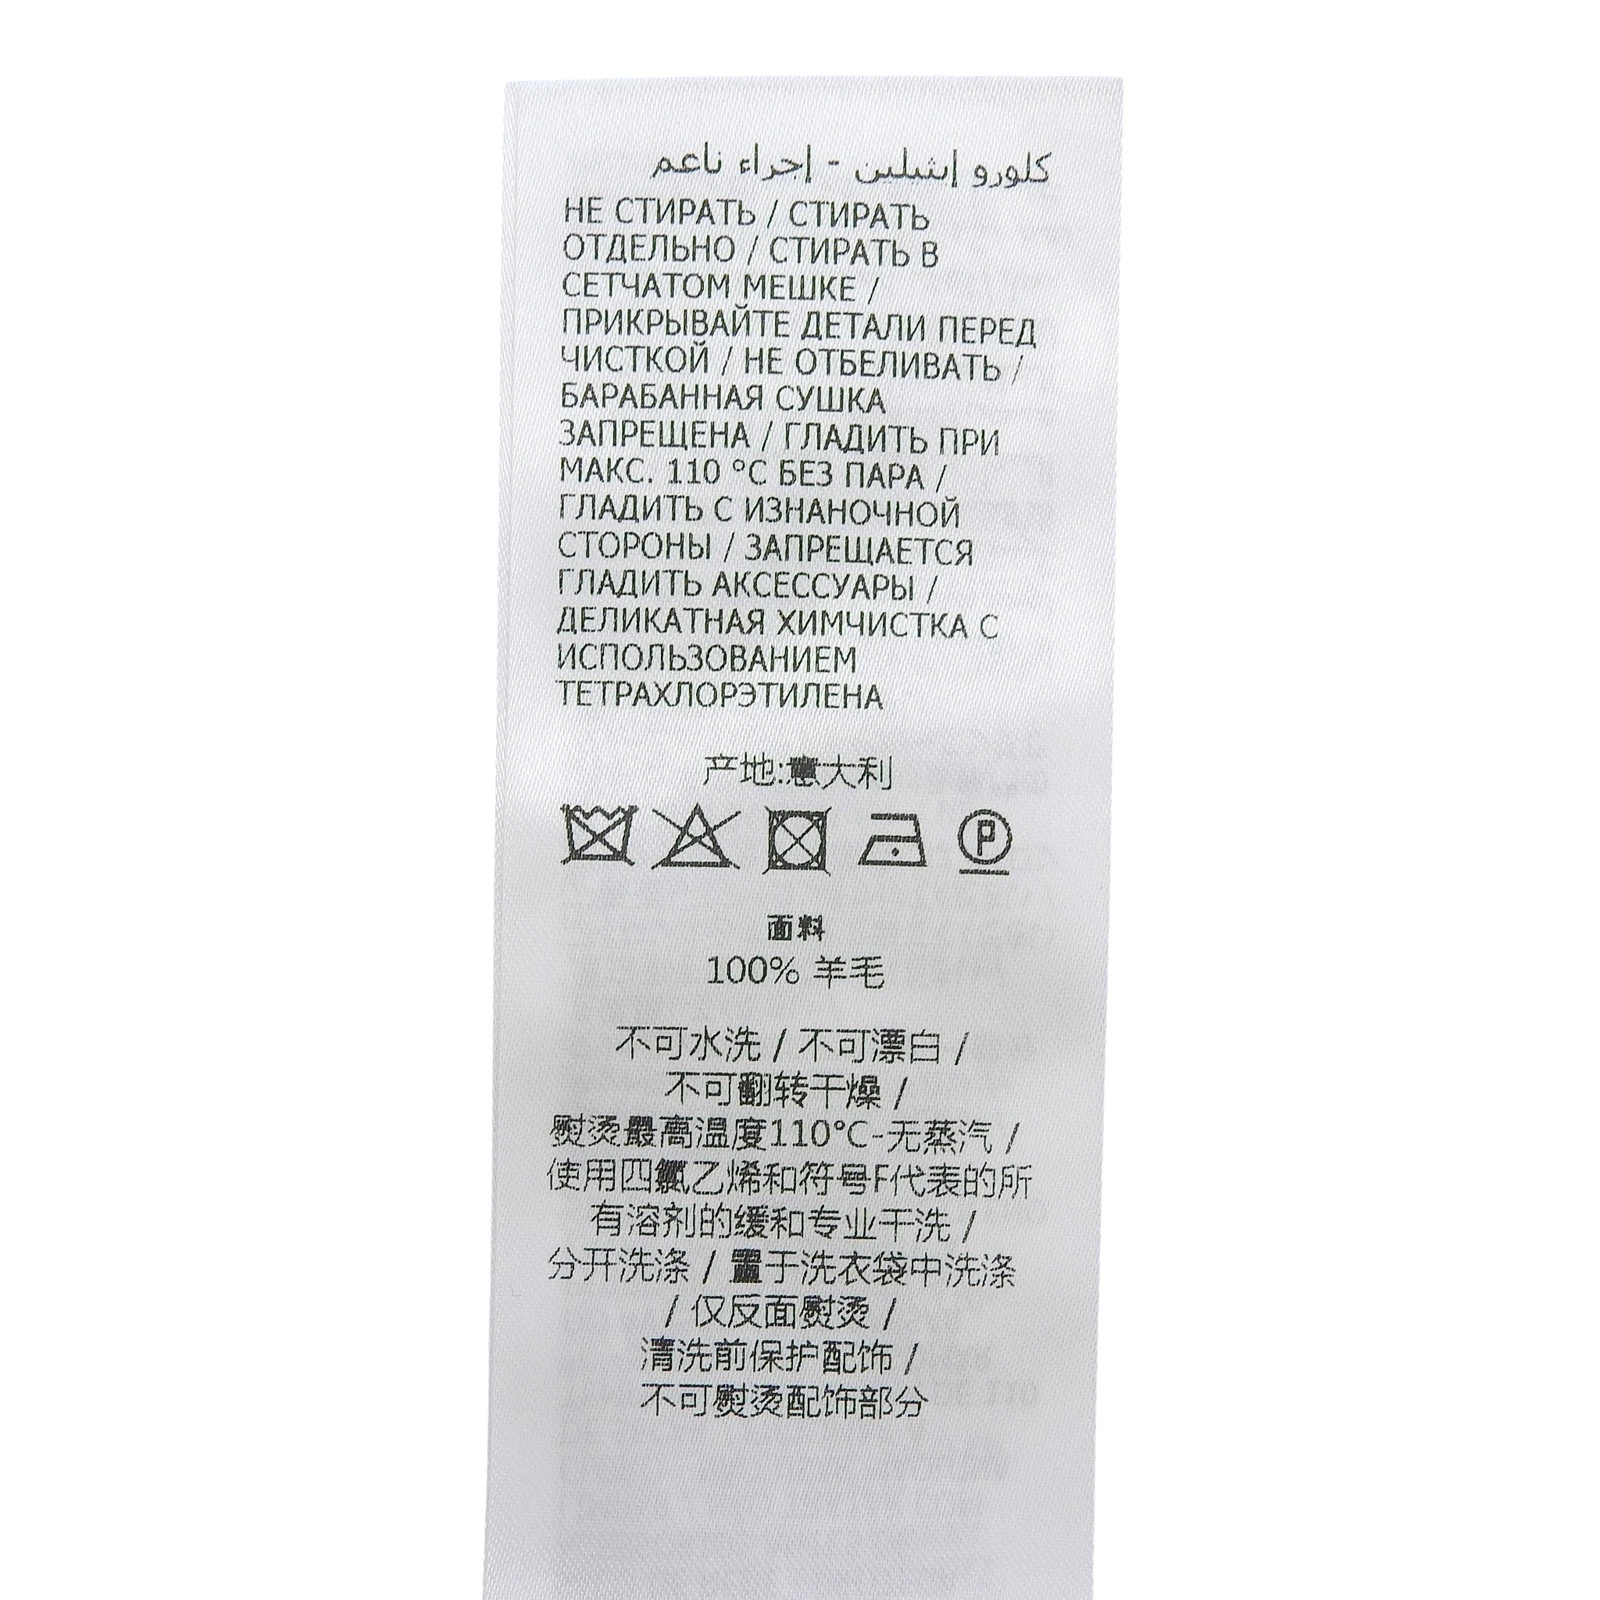 كلورو إيثيلين - إجراء ناعم
НЕ СТИРАТЬ / СТИРАТЬ
ОТДЕЛЬНО / СТИРАТЬ В
СЕТЧАТОМ МЕШКЕ /
ПРИКРЫВАЙТЕ ДЕТАЛИ ПЕРЕД
ЧИСТКОЙ / НЕ ОТБЕЛИВАТЬ /
БАРАБАННАЯ СУШКА
ЗАПРЕЩЕНА / ГЛАДИТЬ ПРИ
МАКС. 110 °C БЕЗ ПАРА /
ГЛАДИТЬ С ИЗНАНОЧНОЙ
СТОРОНЫ / ЗАПРЕЩАЕТСЯ
ГЛАДИТЬ АКСЕССУАРЫ /
ДЕЛИКАТНАЯ ХИМЧИСТКА С
ИСПОЛЬЗОВАНИЕМ
ТЕТРАХЛОРЭТИЛЕНА
产地:意大利
P
面料
100% 羊毛
不可水洗 / 不可漂白 /
不可翻转干燥 /
熨烫最高温度110°C-无蒸汽 /
使用四氯乙烯和符号F代表的所
有溶剂的缓和专业干洗 /
分开洗涤 / 置于洗衣袋中洗涤
/ 仅反面熨烫 /
清洗前保护配饰 /
不可熨烫配饰部分